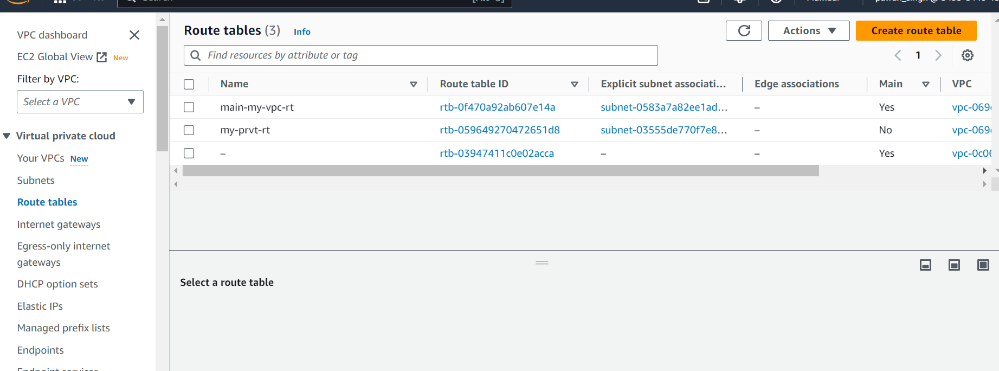 VPC dashboard
EC2 Global View New
Filter by VPC:
Select a VPC
Virtual private cloud
Your VPCs New
Subnets
Route tables
Internet gateways
Egress-only internet
gateways
DHCP option sets
Elastic IPs
Managed prefix lists
Endpoints
Route tables (3) Info
Actions
Create route table
Find resources by attribute or tag
1
Name Route table ID Explicit subnet associati... Edge associations Main VPC
main-my-vpc-rt rtb-0f470a92ab607e14a subnet-0583a7a82ee1ad... – Yes vpc-069
my-prvt-rt rtb-059649270472651d8 subnet-03555de770f7e8... – No vpc-069
– rtb-03947411c0e02acca – – Yes vpc-0c06
Select a route table